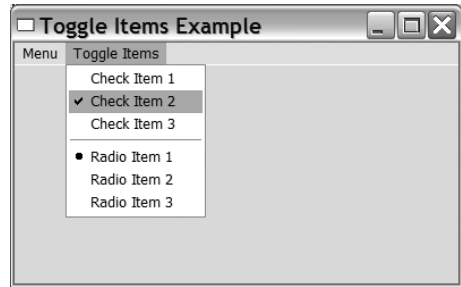 Toggle Items Example
Menu Toggle Items
Check Item 1
Check Item 2
Check Item 3
Radio Item 1
Radio Item 2
Radio Item 3